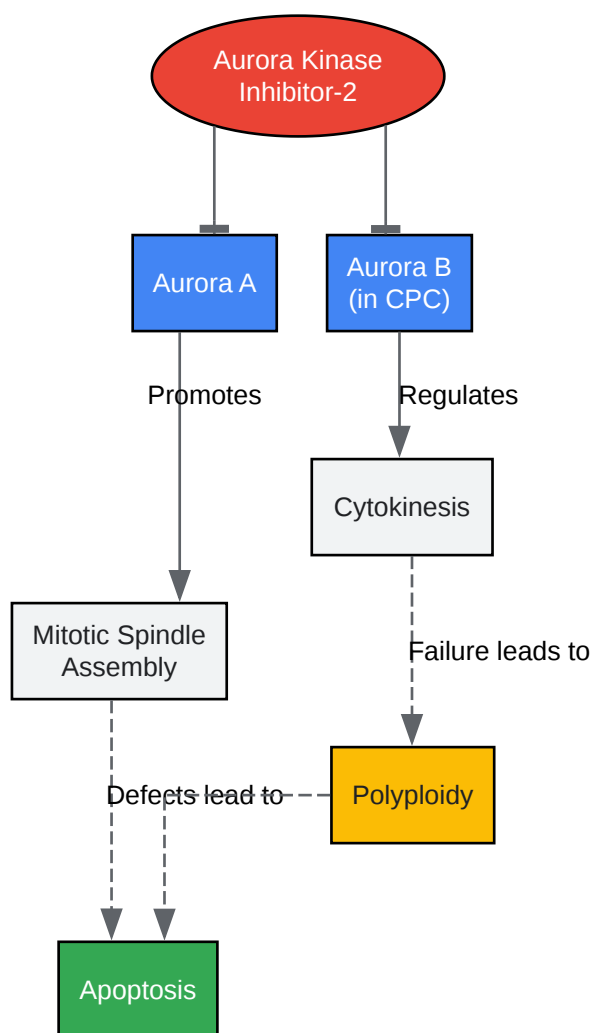 Aurora Kinase
Inhibitor-2
Aurora A
Aurora B
(in CPC)
Promotes
Regulates
Cytokinesis
Mitotic Spindle
Assembly
Failure leads to
Defects lead to
Polyploidy
Apoptosis